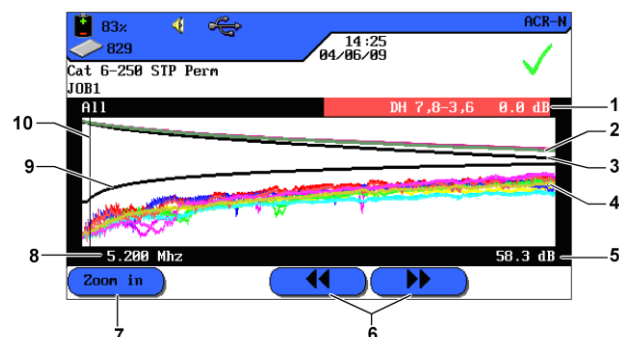 83%
ACR-N
829
14:25
04/06/09
Cat 6-250 STP Perm
JOB1
All
DH 7,8-3,6 0.0 dB
1
10
2
3
9
4
8
5.200 Mhz
58.3 dB
5
Zoom in
7
6